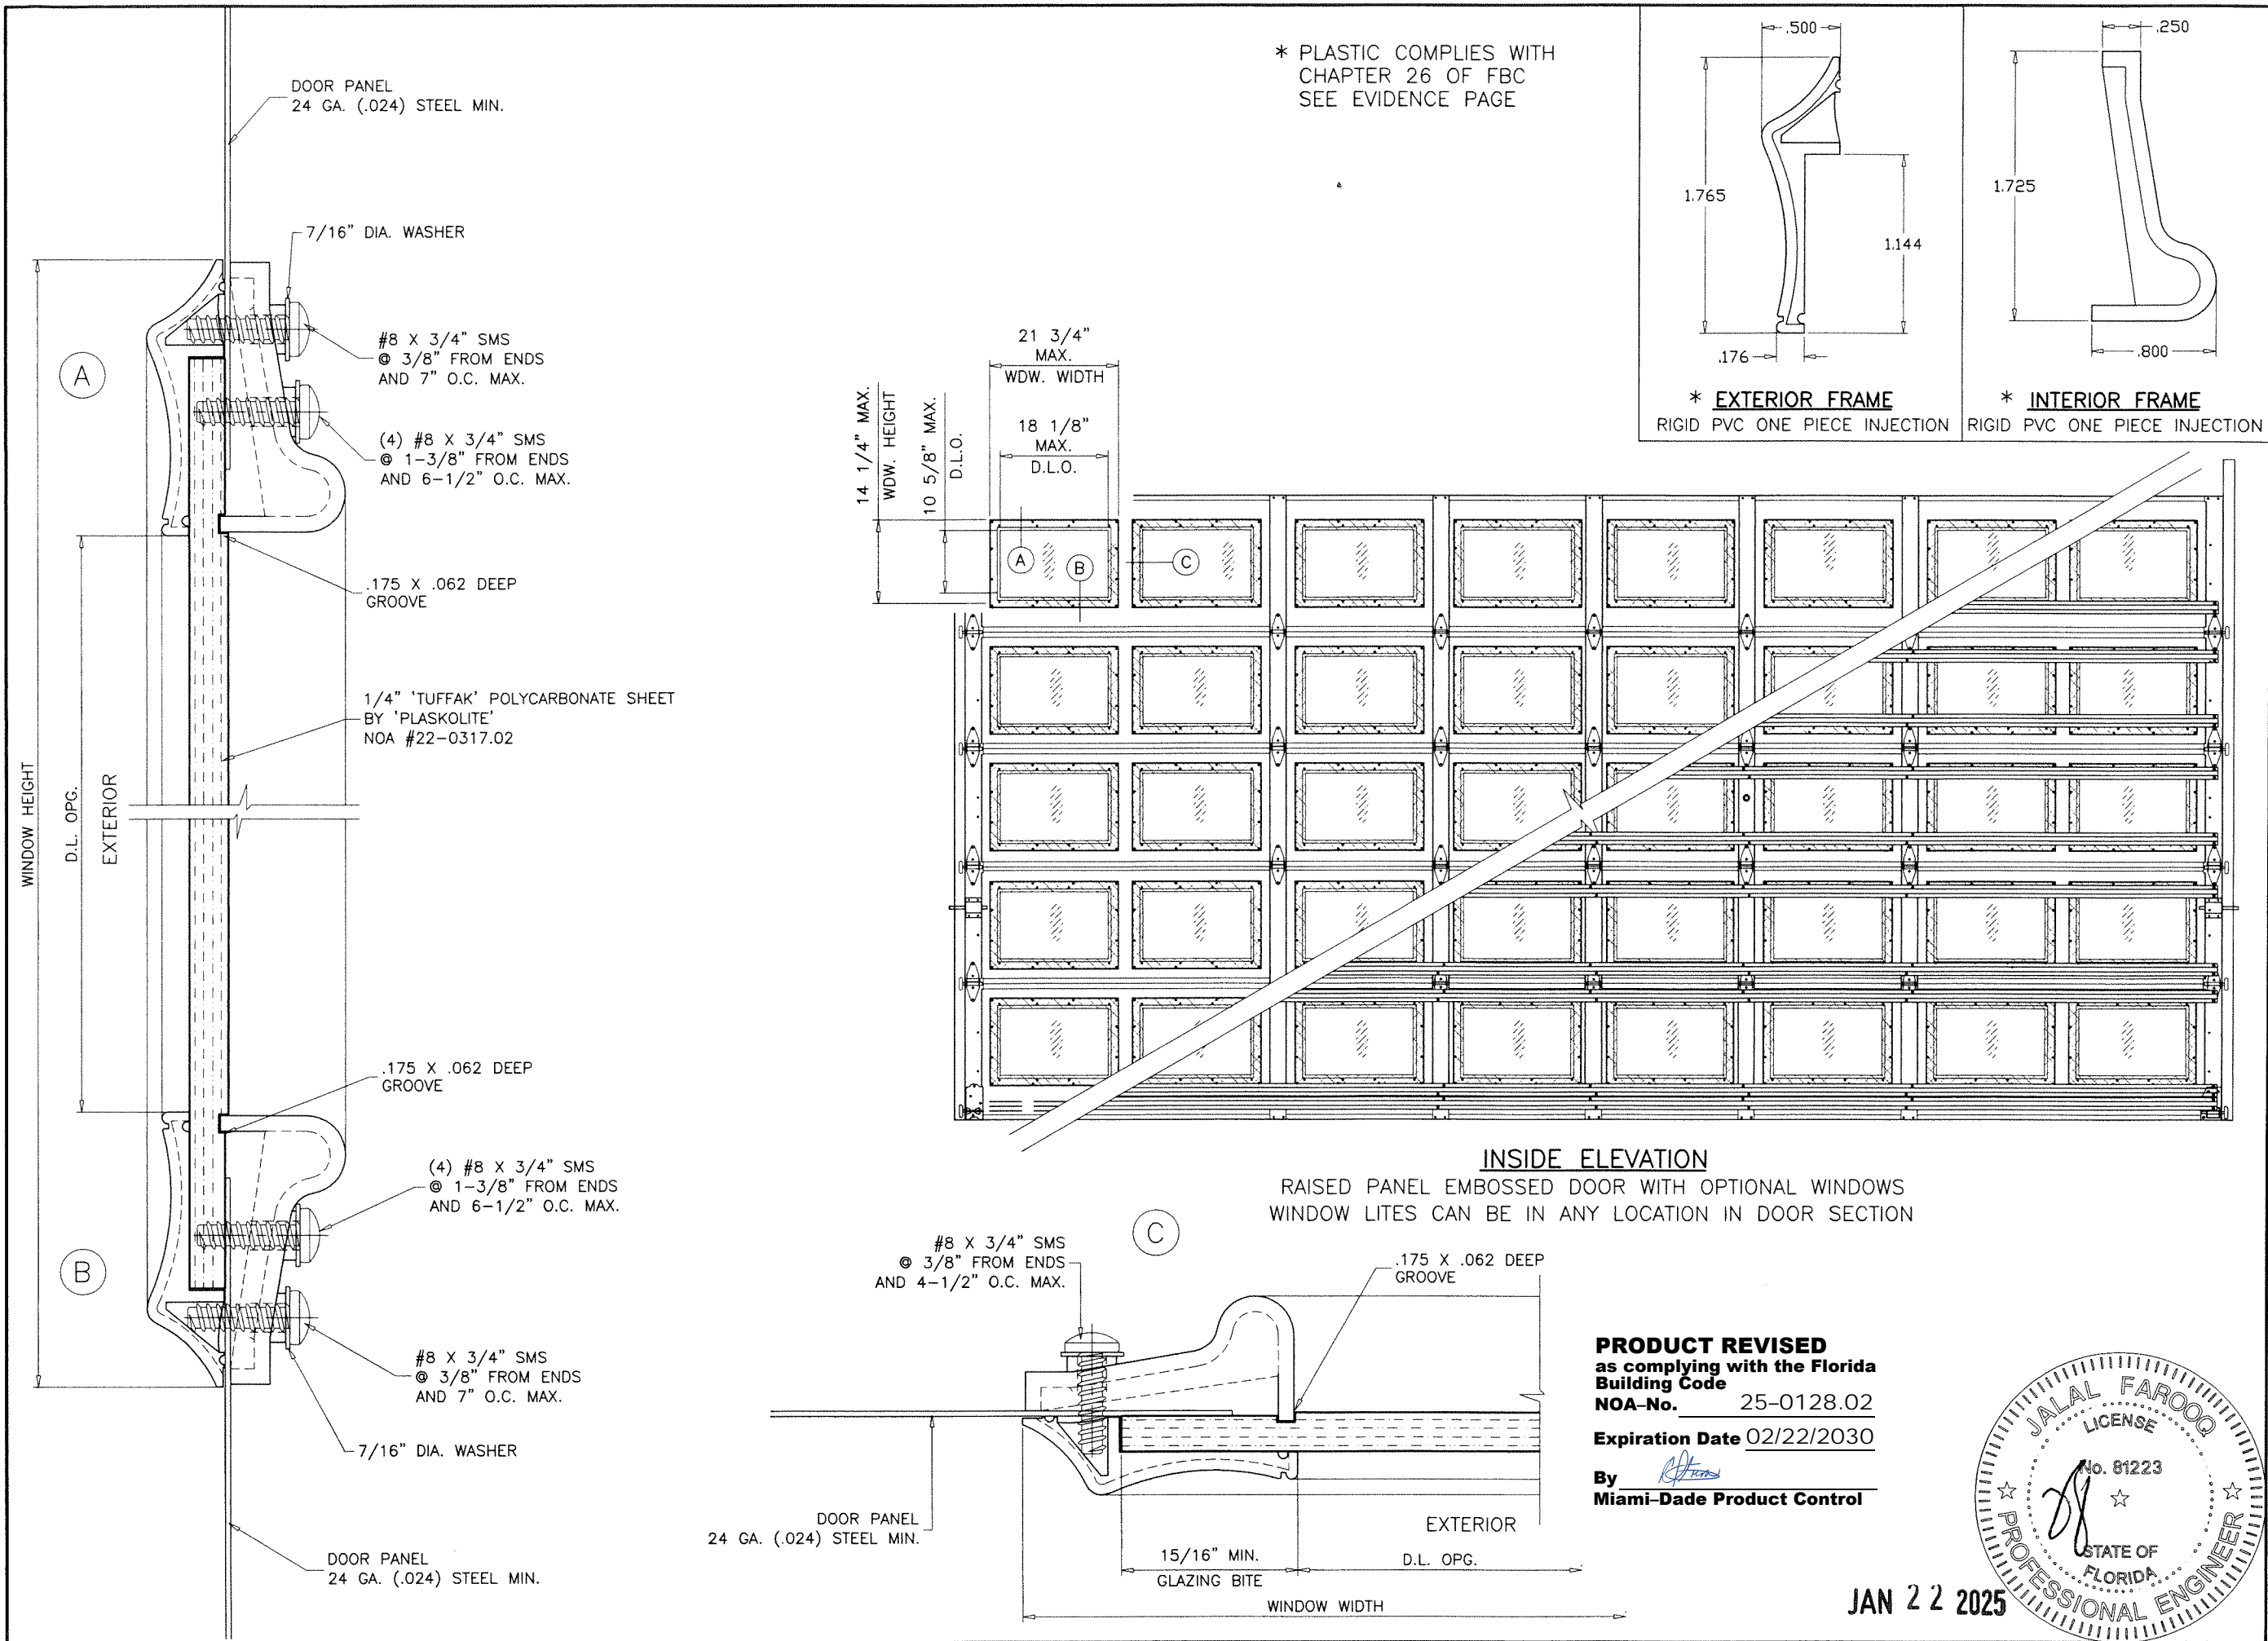 DOOR PANEL
24 GA. (.024) STEEL MIN.
7/16" DIA. WASHER
#8 X 3/4" SMS
@ 3/8" FROM ENDS
AND 7" O.C. MAX.
A
(4) #8 X 3/4" SMS
@ 1-3/8" FROM ENDS
AND 6-1/2" O.C. MAX.
.175 X .062 DEEP
GROOVE
1/4" 'TUFFAK' POLYCARBONATE SHEET
BY 'PLASKOLITE'
NOA #22-0317.02
WINDOW HEIGHT
D.L. OPG.
EXTERIOR
.175 X .062 DEEP
GROOVE
(4) #8 X 3/4" SMS
@ 1-3/8" FROM ENDS
AND 6-1/2" O.C. MAX.
B
#8 X 3/4" SMS
@ 3/8" FROM ENDS
AND 7" O.C. MAX.
7/16" DIA. WASHER
DOOR PANEL
24 GA. (.024) STEEL MIN.
* PLASTIC COMPLIES WITH
CHAPTER 26 OF FBC
SEE EVIDENCE PAGE
.500
1.765
1.144
.176
* EXTERIOR FRAME
RIGID PVC ONE PIECE INJECTION
.250
1.725
.800
* INTERIOR FRAME
RIGID PVC ONE PIECE INJECTION
21 3/4"
MAX.
WDW. WIDTH
18 1/8"
MAX.
D.L.O.
14 1/4" MAX.
WDW. HEIGHT
10 5/8" MAX.
D.L.O.
A
B
C
INSIDE ELEVATION
RAISED PANEL EMBOSSED DOOR WITH OPTIONAL WINDOWS
WINDOW LITES CAN BE IN ANY LOCATION IN DOOR SECTION
C
#8 X 3/4" SMS
@ 3/8" FROM ENDS
AND 4-1/2" O.C. MAX.
.175 X .062 DEEP
GROOVE
DOOR PANEL
24 GA. (.024) STEEL MIN.
EXTERIOR
15/16" MIN.
GLAZING BITE
D.L. OPG.
WINDOW WIDTH
PRODUCT REVISED
as complying with the Florida
Building Code
NOA-No. 25-0128.02
Expiration Date 02/22/2030
By
Miami-Dade Product Control
JALAL FAROOQ
LICENSE
No. 81223
STATE OF
FLORIDA
PROFESSIONAL ENGINEER
JAN 22 2025